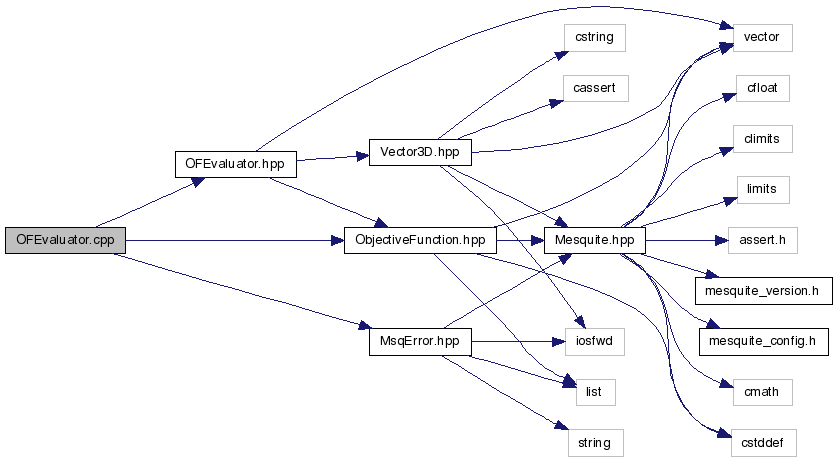 cstring
vector
cassert
cfloat
climits
OFEvaluator.hpp
Vector3D.hpp
limits
OFEvaluator.cpp
ObjectiveFunction.hpp
Mesquite.hpp
assert.h
mesquite_version.h
MsqError.hpp
iosfwd
mesquite_config.h
list
cmath
string
cstddef